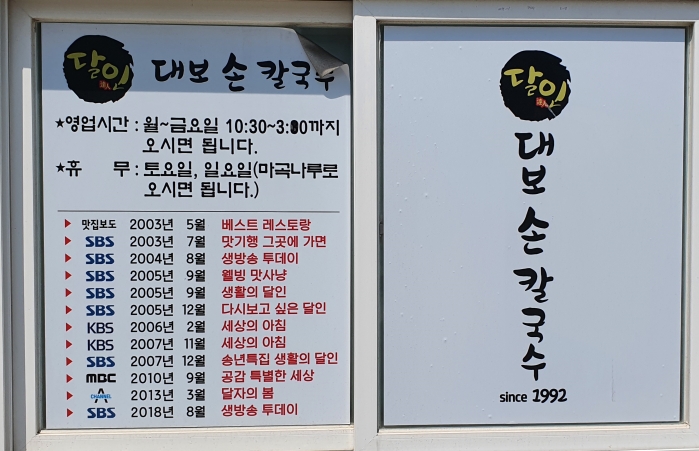 달인 대보 손 칼국수
達人
★영업시간 : 월~금요일 10:30~3:00까지
오시면 됩니다.
★휴 무 : 토요일, 일요일(마곡나루로
오시면 됩니다.)
▶ 맛집보도 2003년 5월 베스트 레스토랑
▶ SBS 2003년 7월 맛기행 그곳에 가면
▶ SBS 2004년 8월 생방송 투데이
▶ SBS 2005년 9월 웰빙 맛사냥
▶ SBS 2005년 9월 생활의 달인
▶ SBS 2005년 12월 다시보고 싶은 달인
▶ KBS 2006년 2월 세상의 아침
▶ KBS 2007년 11월 세상의 아침
▶ SBS 2007년 12월 송년특집 생활의 달인
▶ MBC 2010년 9월 공감 특별한 세상
▶ CHANNEL A 2013년 3월 달자의 봄
▶ SBS 2018년 8월 생방송 투데이
달인
達人
대보 손 칼국수
since 1992